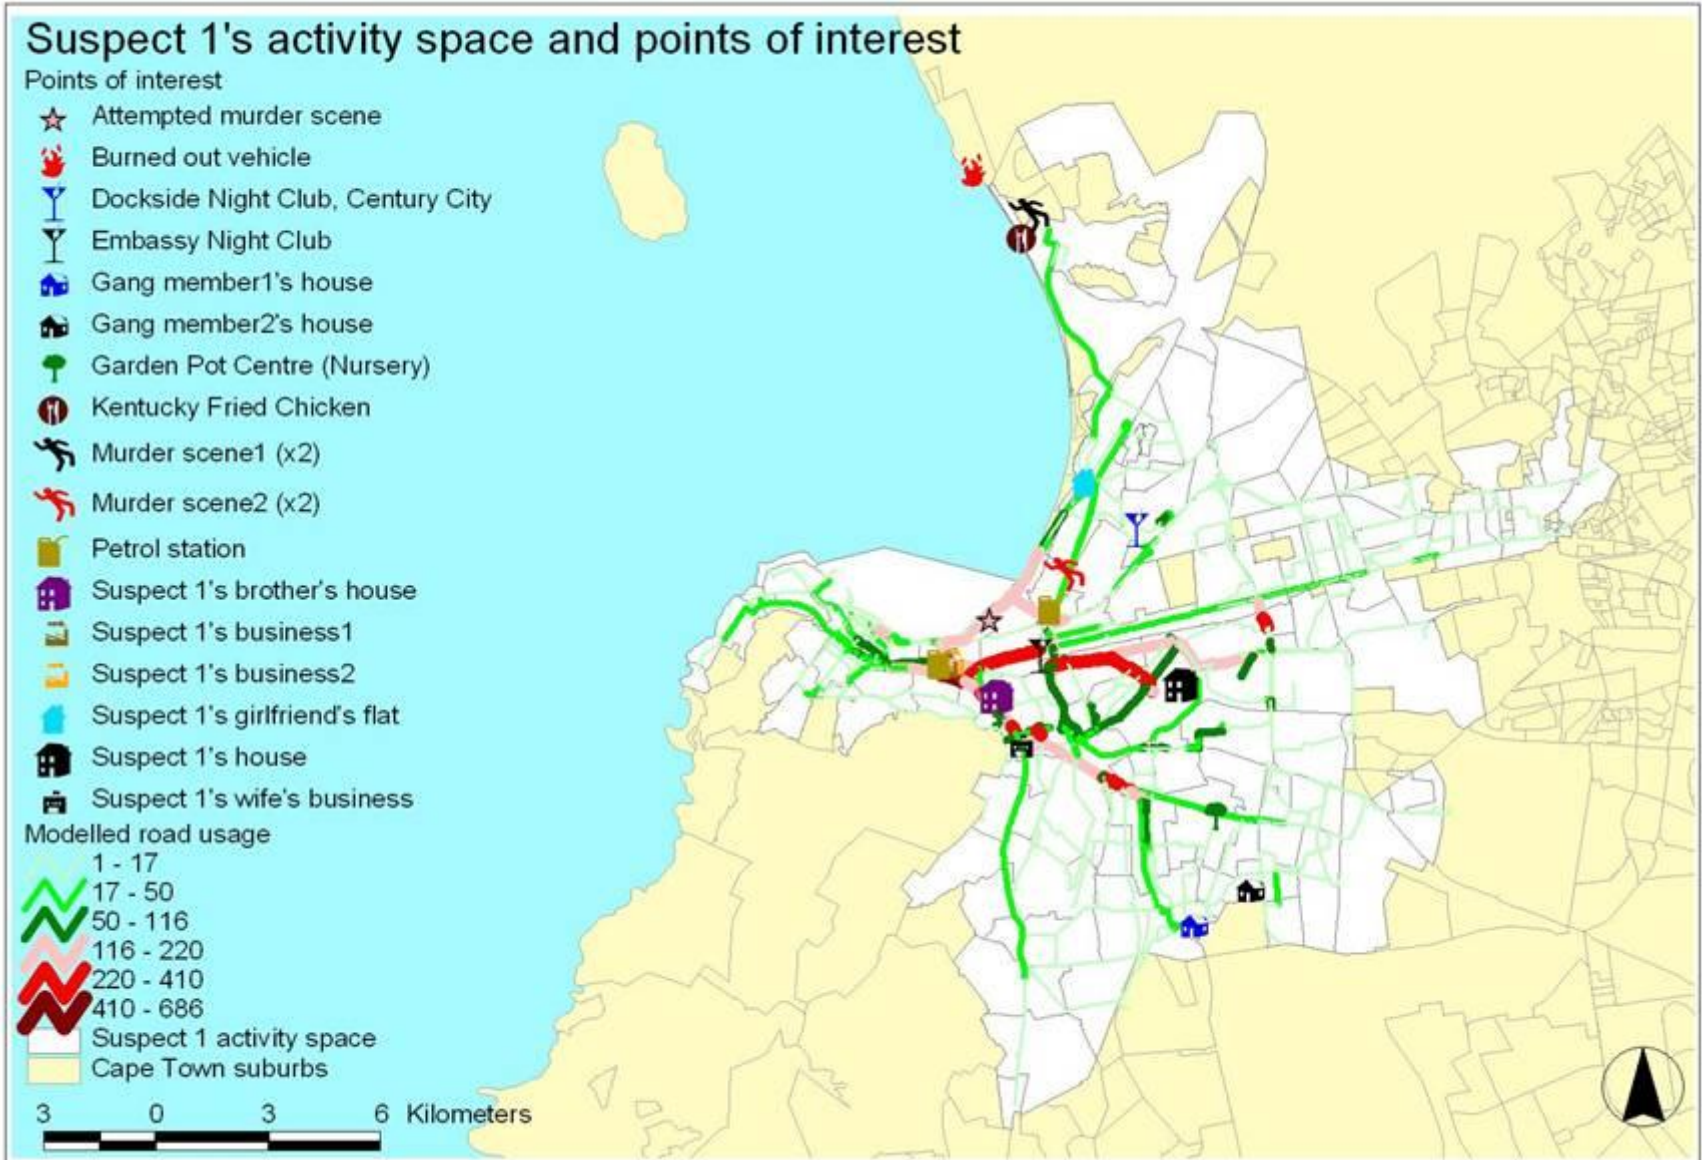 Suspect 1's activity space and points of interest
Points of interest
Attempted murder scene
Burned out vehicle
Dockside Night Club, Century City
Embassy Night Club
Gang member1's house
Gang member2's house
Garden Pot Centre (Nursery)
Kentucky Fried Chicken
Murder scene1 (x2)
Murder scene2 (x2)
Petrol station
Suspect 1's brother's house
Suspect 1's business1
Suspect 1's business2
Suspect 1's girlfriend's flat
Suspect 1's house
Suspect 1's wife's business
Modelled road usage
1 - 17
17 - 50
50 - 116
116 - 220
220 - 410
410 - 686
Suspect 1 activity space
Cape Town suburbs
3 0 3 6 Kilometers